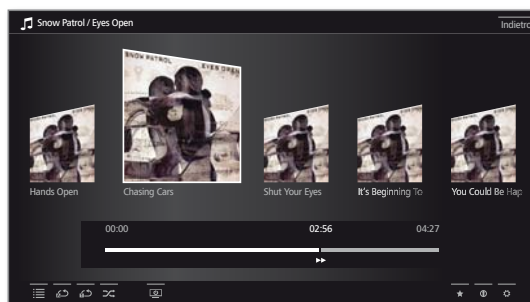 Snow Patrol / Eyes Open
Indietro
SNOW PATROL EYES OPEN
Hands Open
Chasing Cars
Shut Your Eyes
It's Beginning To
You Could Be Hap
00:00 02:56 04:27